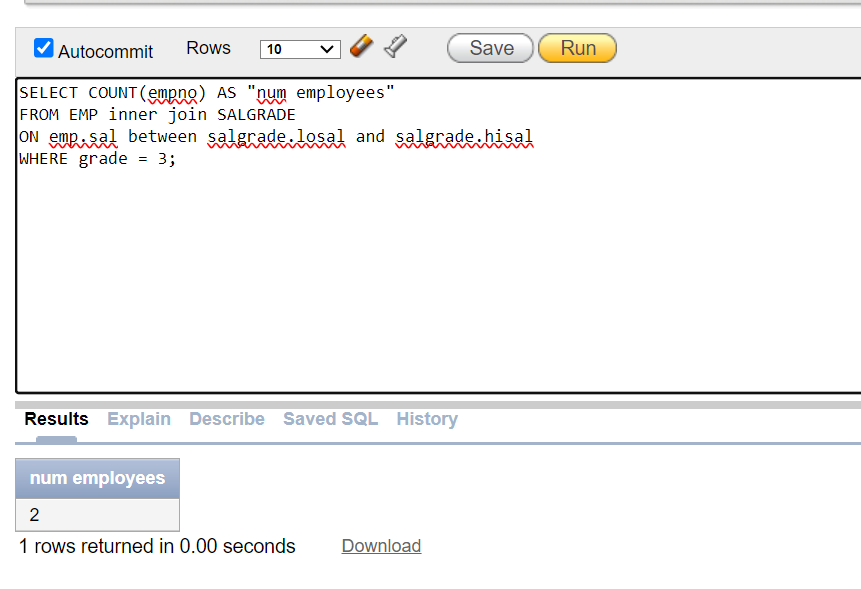 Autocommit Rows 10 Save Run
SELECT COUNT(empno) AS "num employees"
FROM EMP inner join SALGRADE
ON emp.sal between salgrade.losal and salgrade.hisal
WHERE grade = 3;
Results Explain Describe Saved SQL History
num employees
2
1 rows returned in 0.00 seconds Download